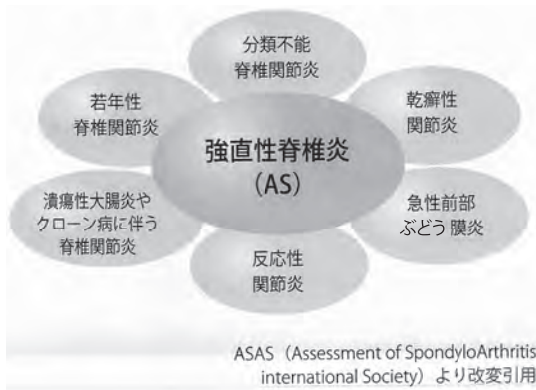 分類不能
脊椎関節炎
若年性
脊椎関節炎
乾癬性
関節炎
強直性脊椎炎
（AS）
潰瘍性大腸炎や
クローン病に伴う
脊椎関節炎
急性前部
ぶどう 膜炎
反応性
関節炎
ASAS（Assessment of SpondyloArthritis
international Society）より改変引用